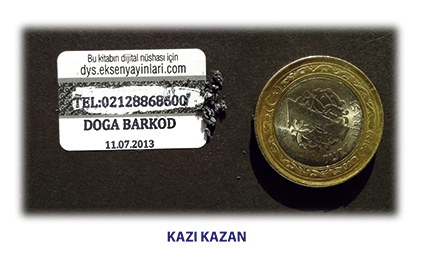 Bu kitabın dijital nüshası için
dys.eksenyayinlari.com
TEL:02128868600
DOGA BARKOD
11.07.2013
KAZI KAZAN